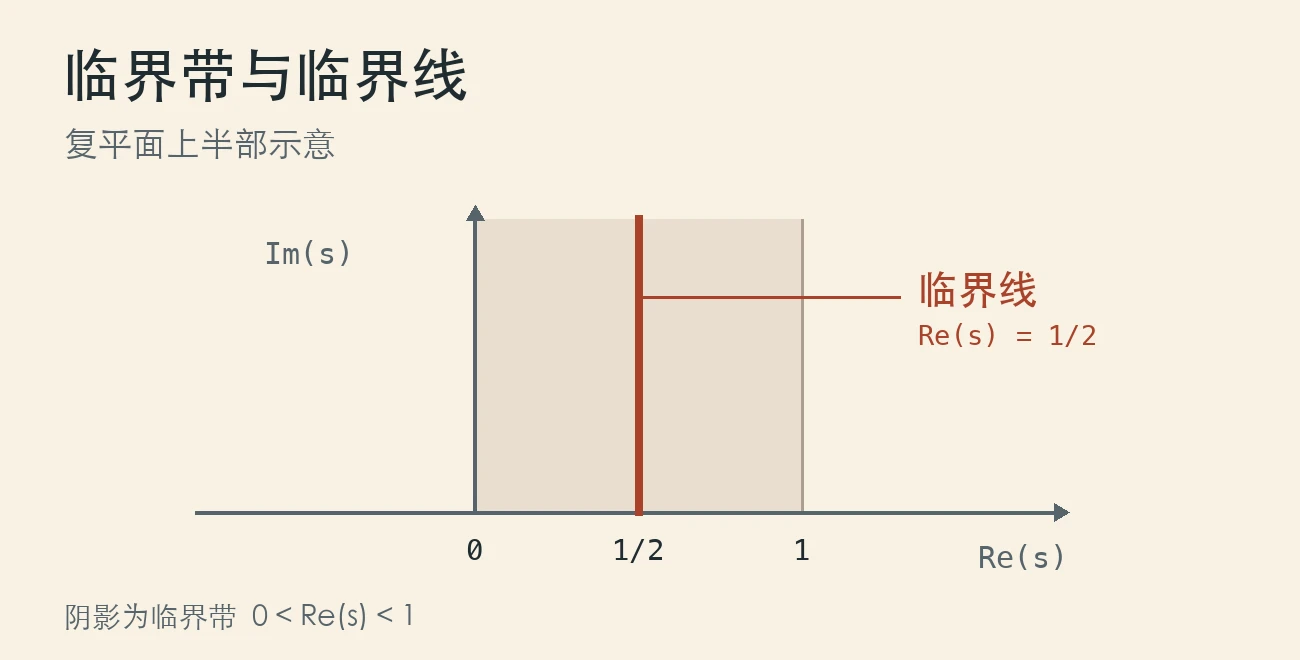 临界带与临界线
复平面上半部示意
Im(s)
临界线
Re(s) = 1/2
0
1/2
1
Re(s)
阴影为临界带 0 < Re(s) < 1